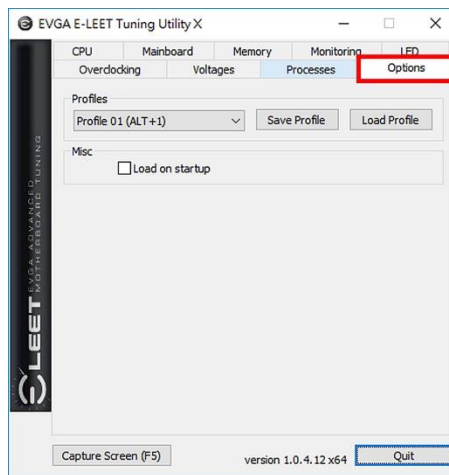 EVGA E-LEET Tuning Utility X
CPU Mainboard Memory Monitoring LED
Overclocking Voltages Processes Options
Profiles
Profile 01 (ALT+1) Save Profile Load Profile
Misc
Load on startup
E-LEET EVGA ADVANCED MOTHERBOARD TUNING
Capture Screen (F5) version 1.0.4.12 x64 Quit